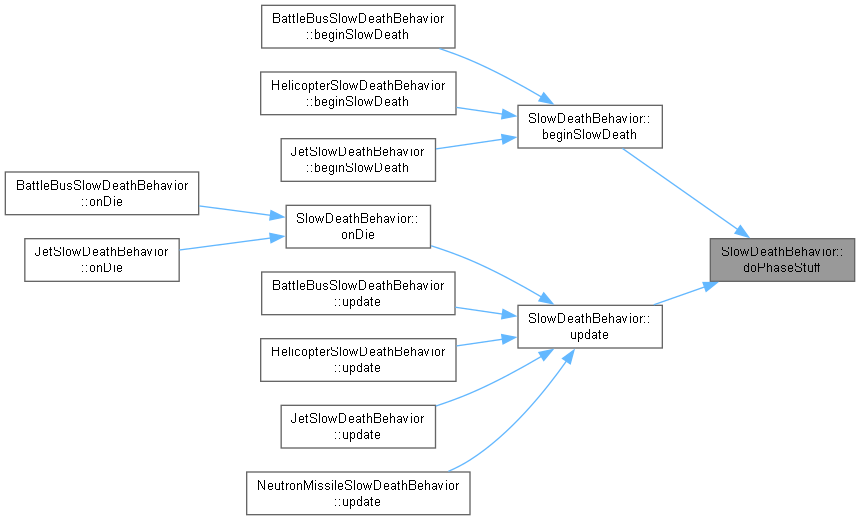 BattleBusSlowDeathBehavior
::beginSlowDeath
HelicopterSlowDeathBehavior
::beginSlowDeath
SlowDeathBehavior::
beginSlowDeath
JetSlowDeathBehavior
::beginSlowDeath
BattleBusSlowDeathBehavior
::onDie
SlowDeathBehavior::
onDie
JetSlowDeathBehavior
::onDie
SlowDeathBehavior::
doPhaseStuff
BattleBusSlowDeathBehavior
::update
SlowDeathBehavior::
update
HelicopterSlowDeathBehavior
::update
JetSlowDeathBehavior
::update
NeutronMissileSlowDeathBehavior
::update